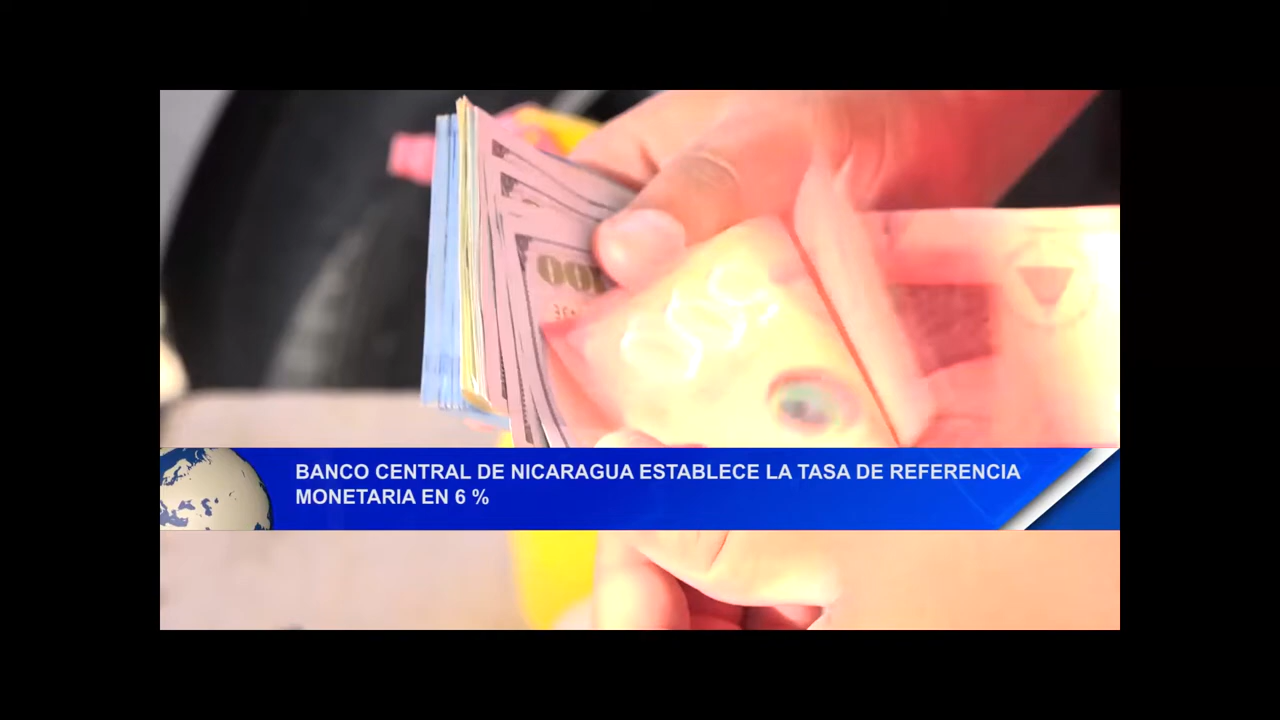 BANCO CENTRAL DE NICARAGUA ESTABLECE LA TASA DE REFERENCIA
MONETARIA EN 6 %